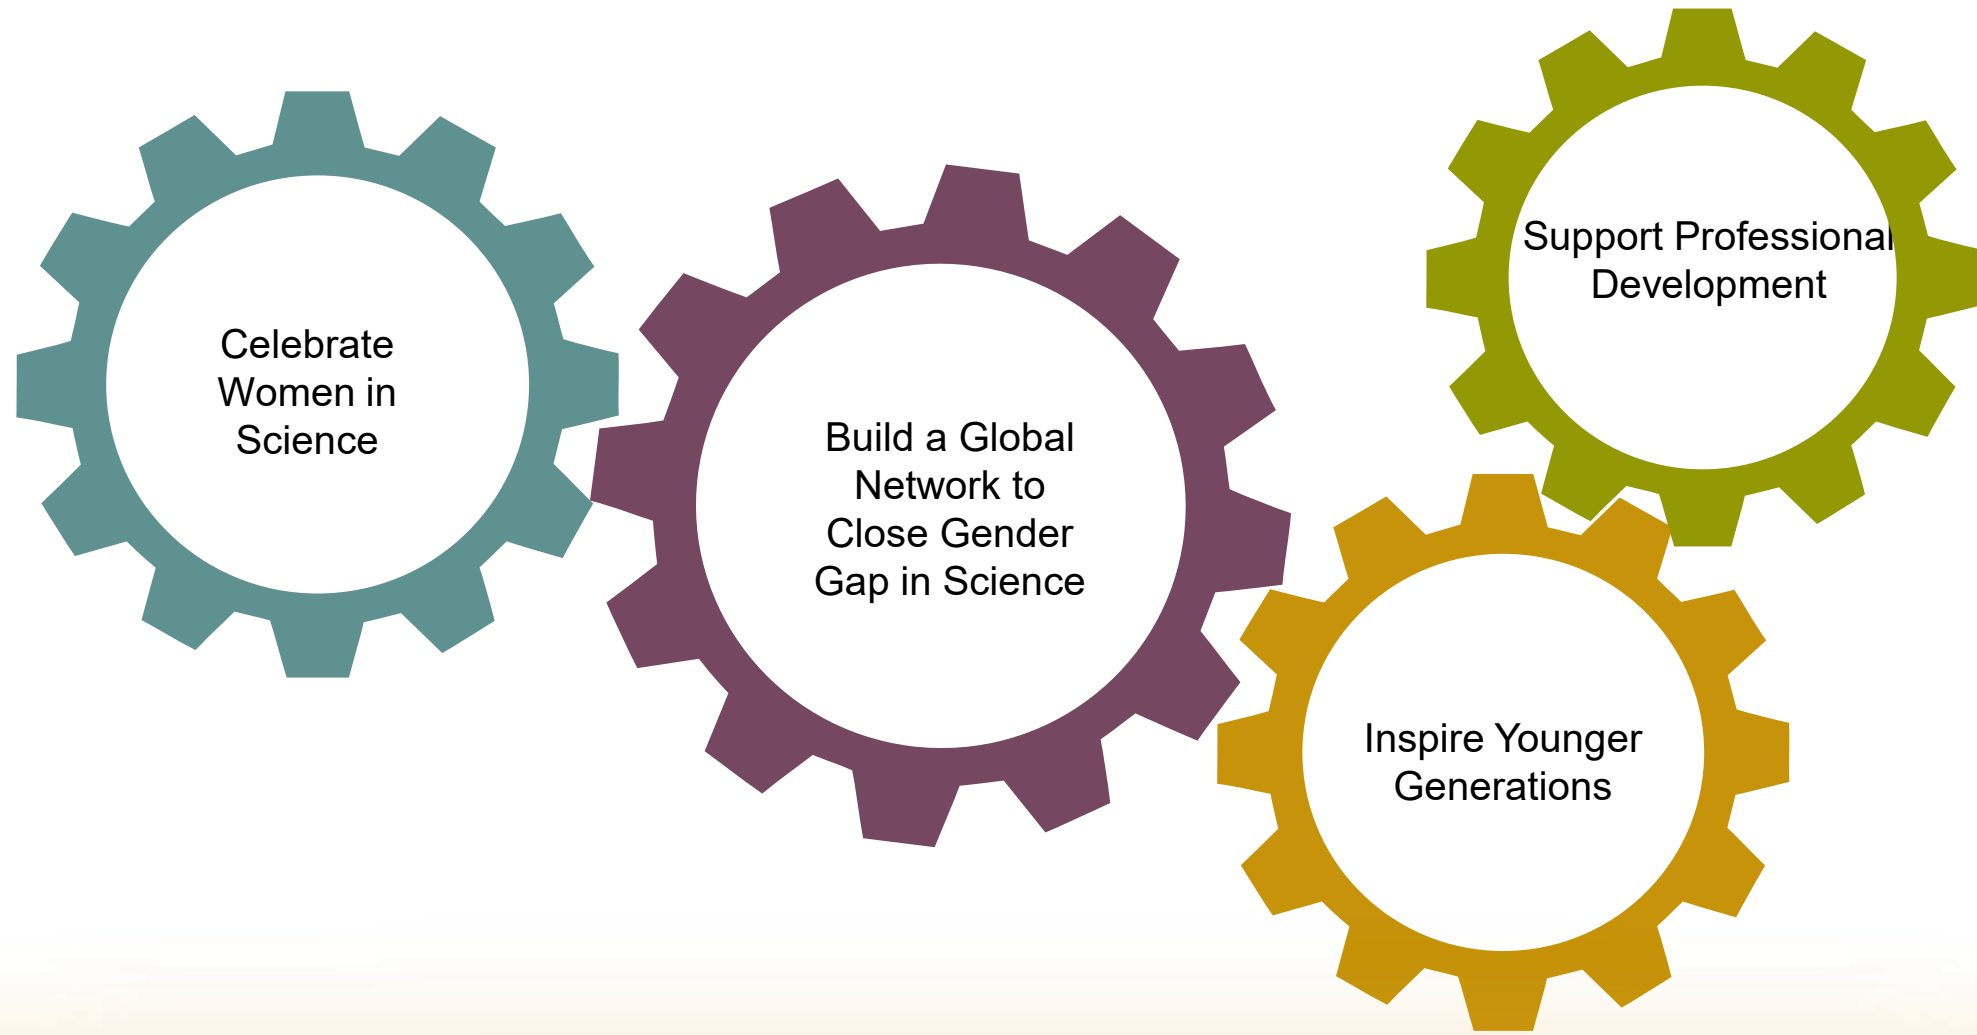 Celebrate
Women in
Science
Build a Global
Network to
Close Gender
Gap in Science
Support Professional
Development
Inspire Younger
Generations